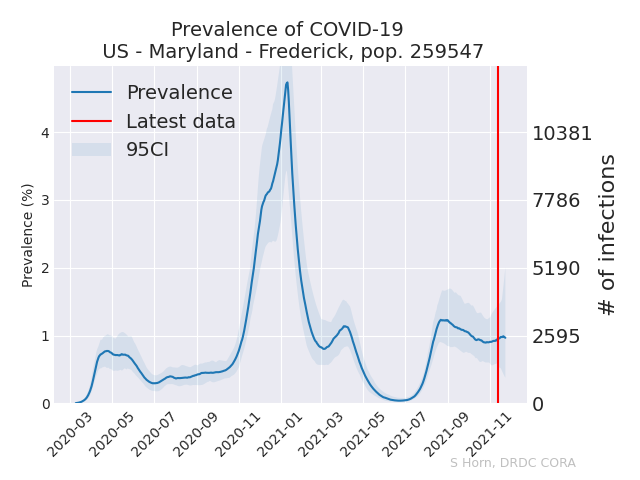 Prevalence of COVID-19
US - Maryland - Frederick, pop. 259547
Prevalence
Latest data
95CI
Prevalence (%)
4
3
2
1
0
10381
7786
5190
2595
0
# of infections
2020-03
2020-05
2020-07
2020-09
2020-11
2021-01
2021-03
2021-05
2021-07
2021-09
2021-11
S Horn, DRDC CORA